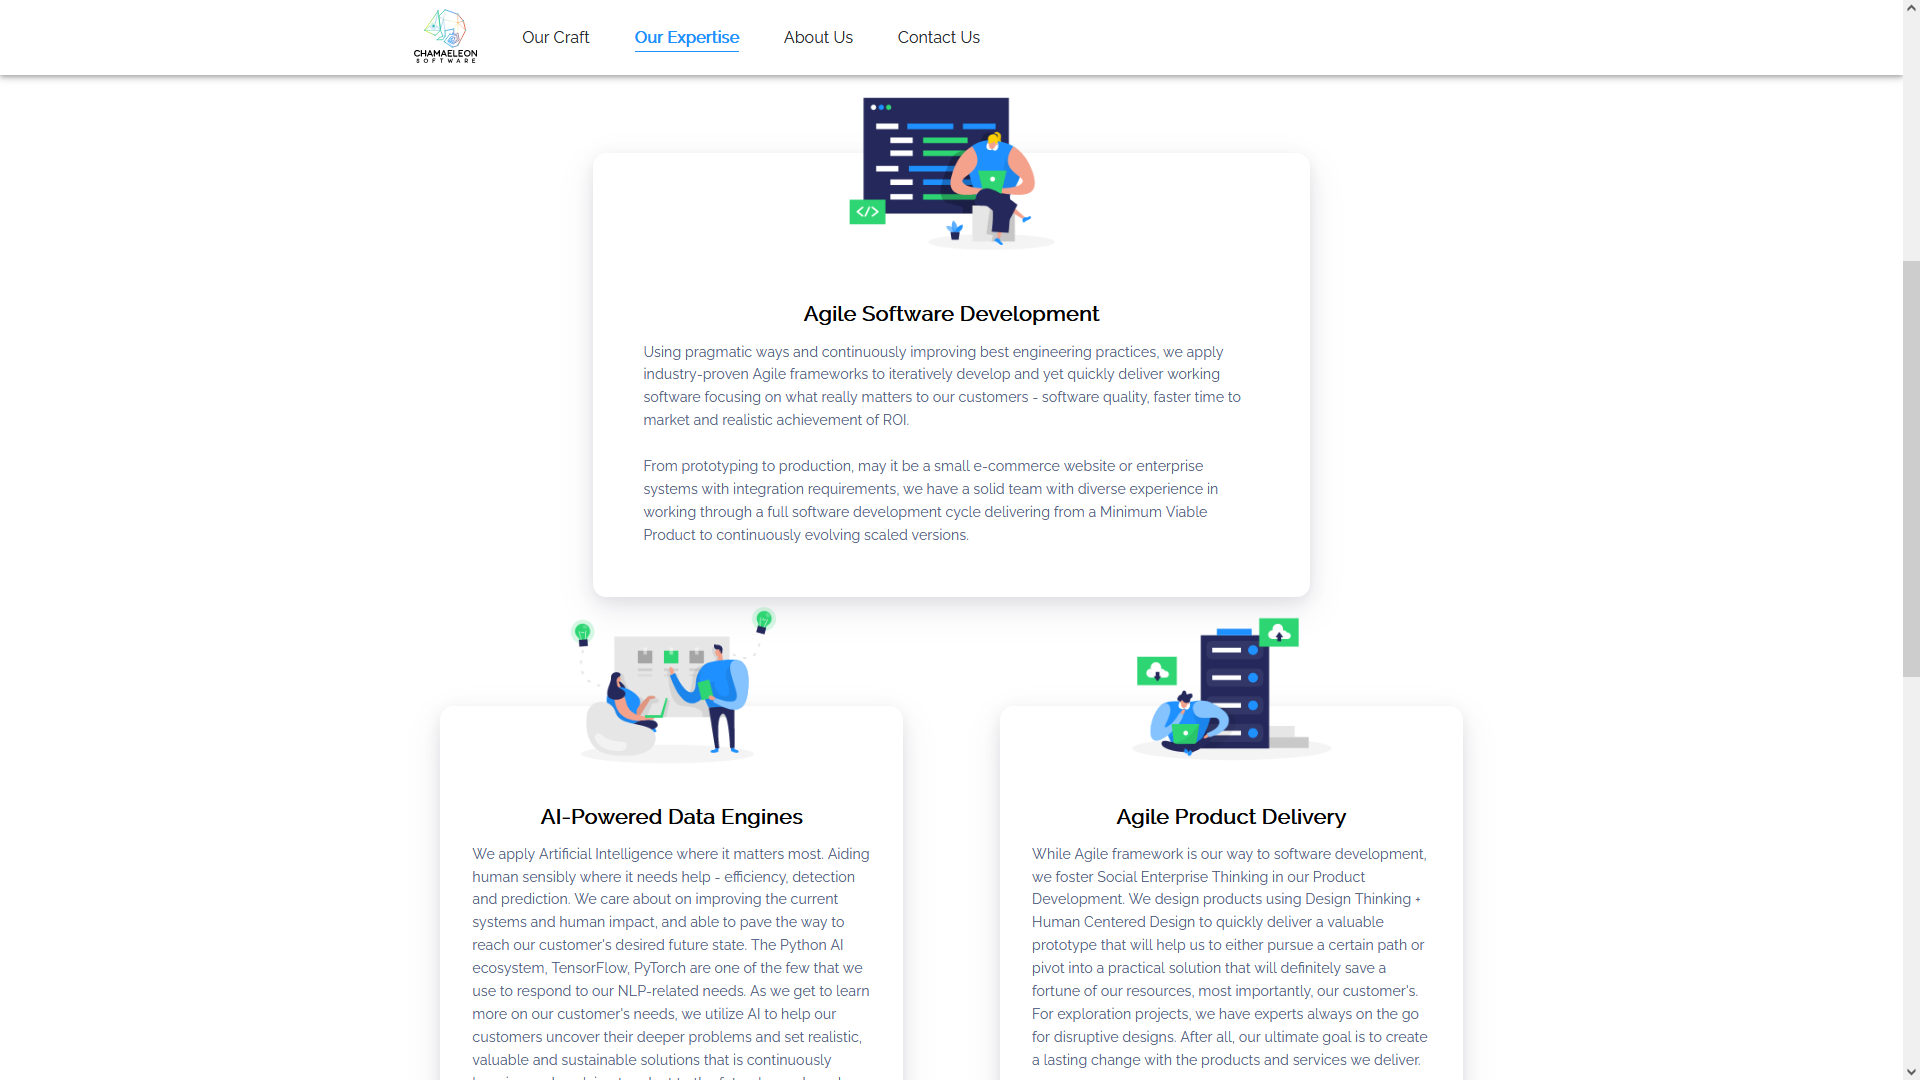 CHAMAELEON
SOFTWARE
Our Craft
Our Expertise
About Us
Contact Us
</>
Agile Software Development
Using pragmatic ways and continuously improving best engineering practices, we apply
industry-proven Agile frameworks to iteratively develop and yet quickly deliver working
software focusing on what really matters to our customers - software quality, faster time to
market and realistic achievement of ROI.
From prototyping to production, may it be a small e-commerce website or enterprise
systems with integration requirements, we have a solid team with diverse experience in
working through a full software development cycle delivering from a Minimum Viable
Product to continuously evolving scaled versions.
AI-Powered Data Engines
We apply Artificial Intelligence where it matters most. Aiding
human sensibly where it needs help - efficiency, detection
and prediction. We care about on improving the current
systems and human impact, and able to pave the way to
reach our customer's desired future state. The Python AI
ecosystem, TensorFlow, PyTorch are one of the few that we
use to respond to our NLP-related needs. As we get to learn
more on our customer's needs, we utilize AI to help our
customers uncover their deeper problems and set realistic,
valuable and sustainable solutions that is continuously
Agile Product Delivery
While Agile framework is our way to software development,
we foster Social Enterprise Thinking in our Product
Development. We design products using Design Thinking +
Human Centered Design to quickly deliver a valuable
prototype that will help us to either pursue a certain path or
pivot into a practical solution that will definitely save a
fortune of our resources, most importantly, our customer's.
For exploration projects, we have experts always on the go
for disruptive designs. After all, our ultimate goal is to create
a lasting change with the products and services we deliver.